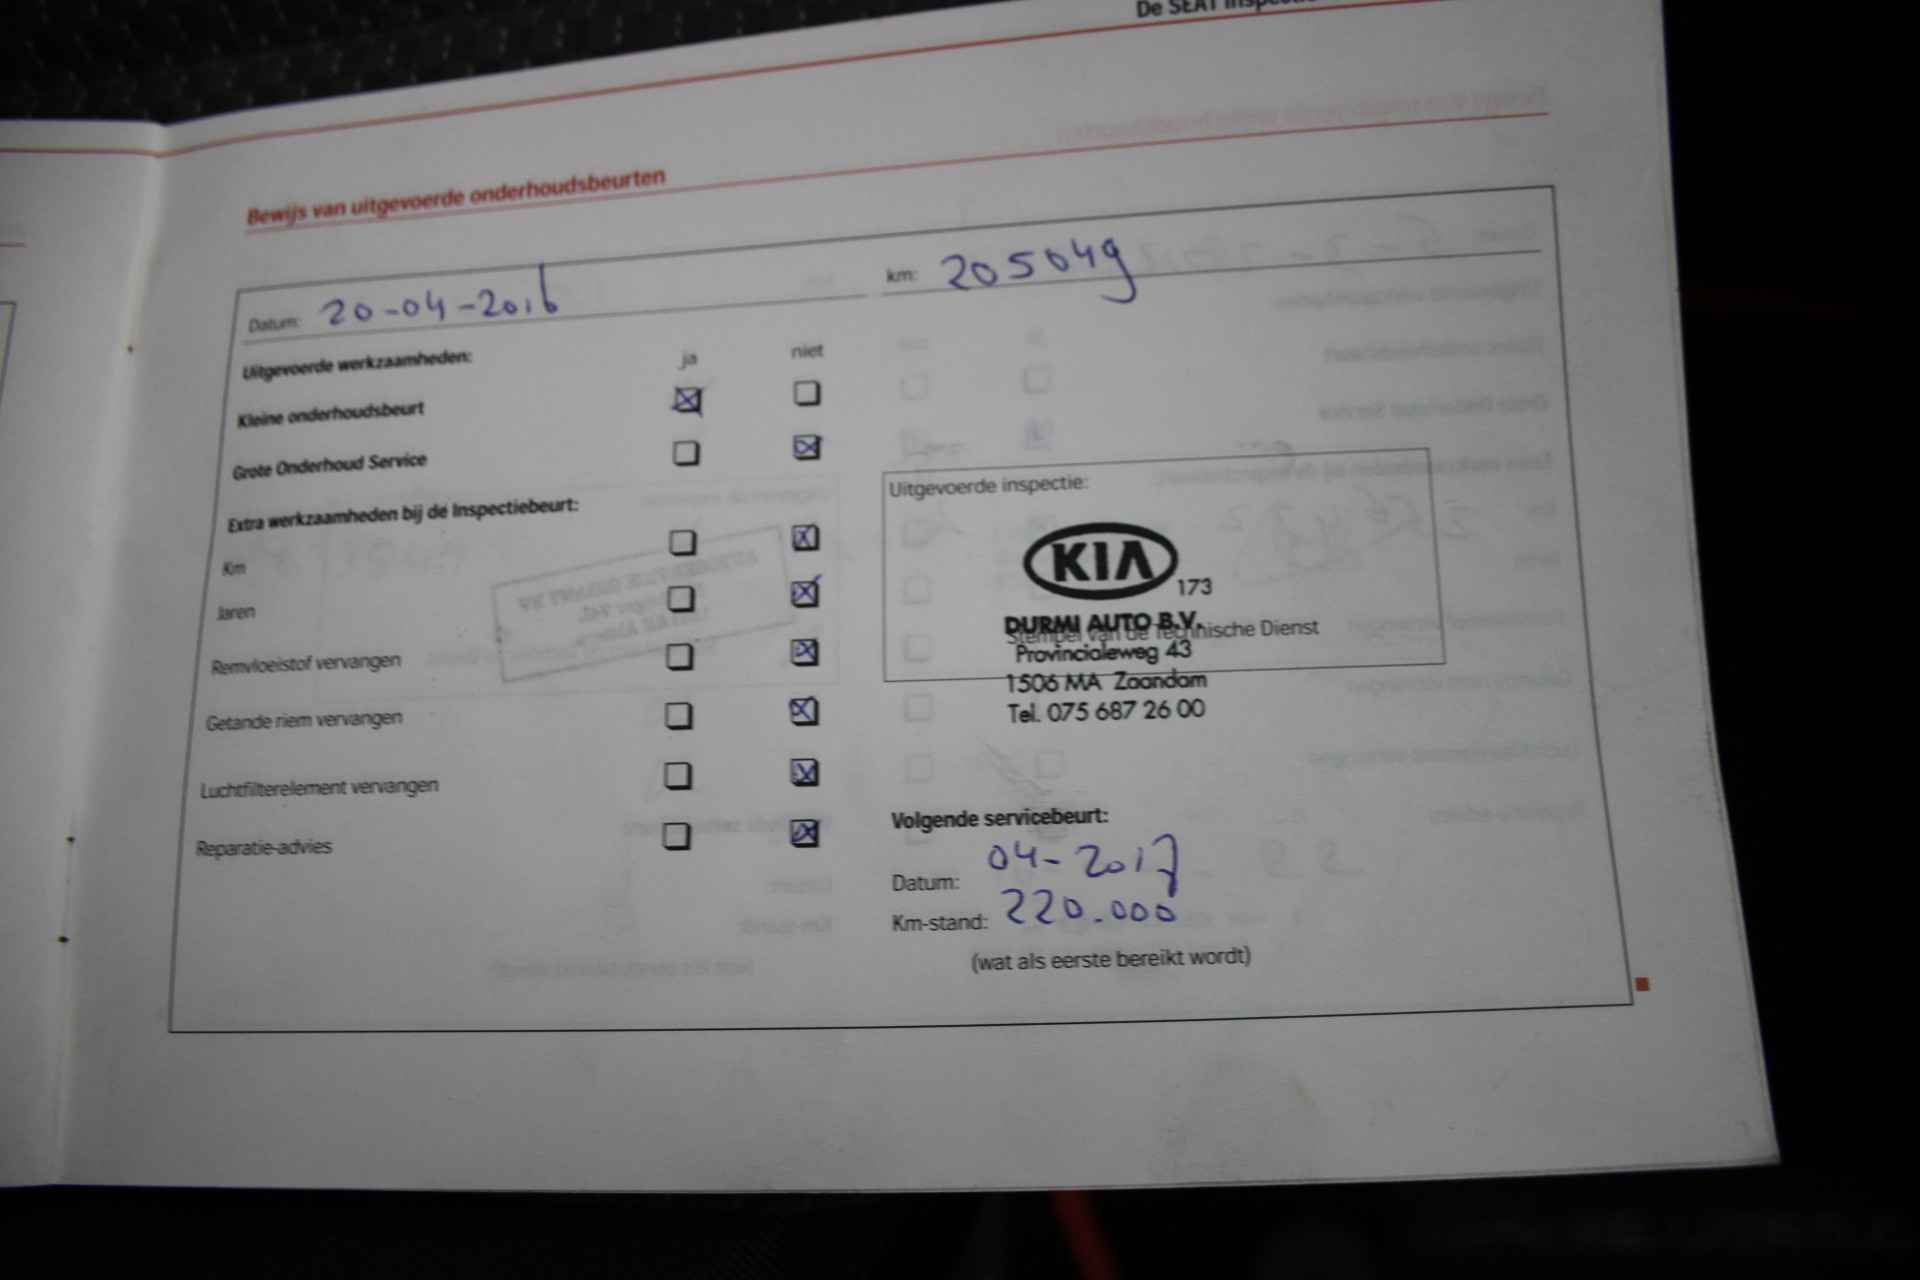 De SEAT
Bewijs van uitgevoerde onderhoudsbeurten
Datum: 20-04-2016 km: 205049
Uitgevoerde werkzaamheden: ja niet
Kleine onderhoudsbeurt
Grote Onderhoud Service
Extra werkzaamheden bij de Inspectiebeurt:
Km
Jaren
Remvloeistof vervangen
Getande riem vervangen
Luchtfilterelement vervangen
Reparatie-advies
Uitgevoerde inspectie:
KIA
173
DURMI AUTO B.V.
Stempel van de Technische Dienst
Provincialeweg 43
1506 MA Zaandam
Tel. 075 687 26 00
Volgende servicebeurt:
Datum: 04-2017
Km-stand: 220.000
(wat als eerste bereikt wordt)